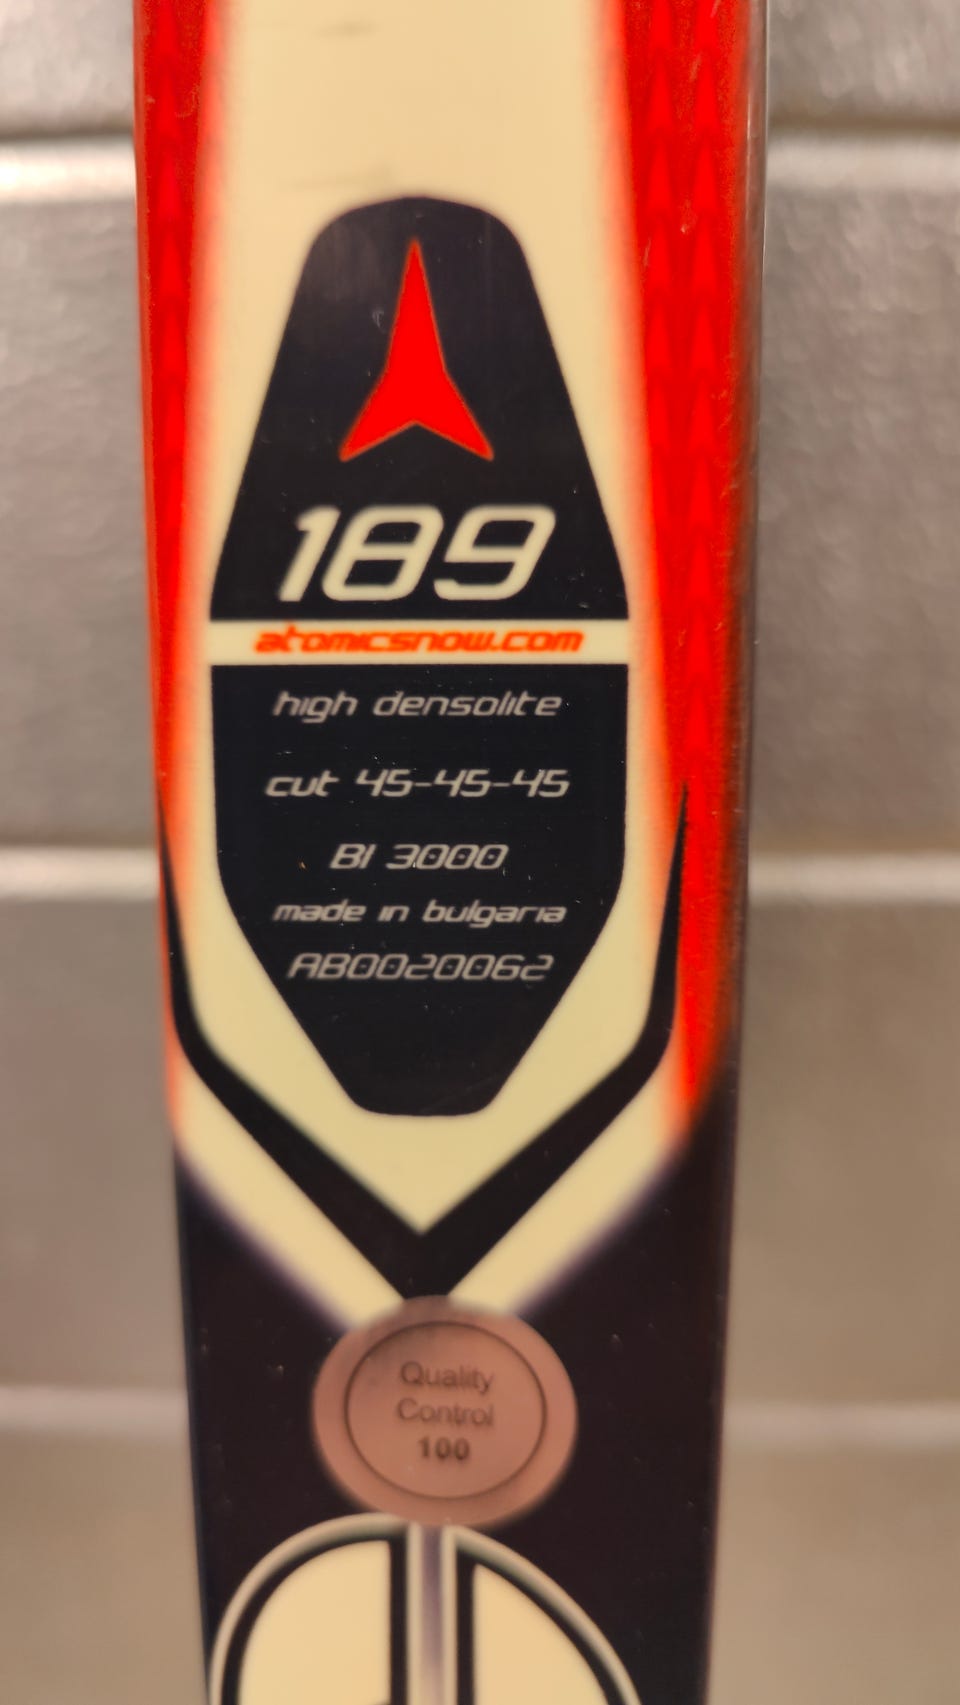 189
atomicsnow.com
high densolite
cut 45-45-45
BI 3000
made in bulgaria
AB0020062
Quality
Control
100